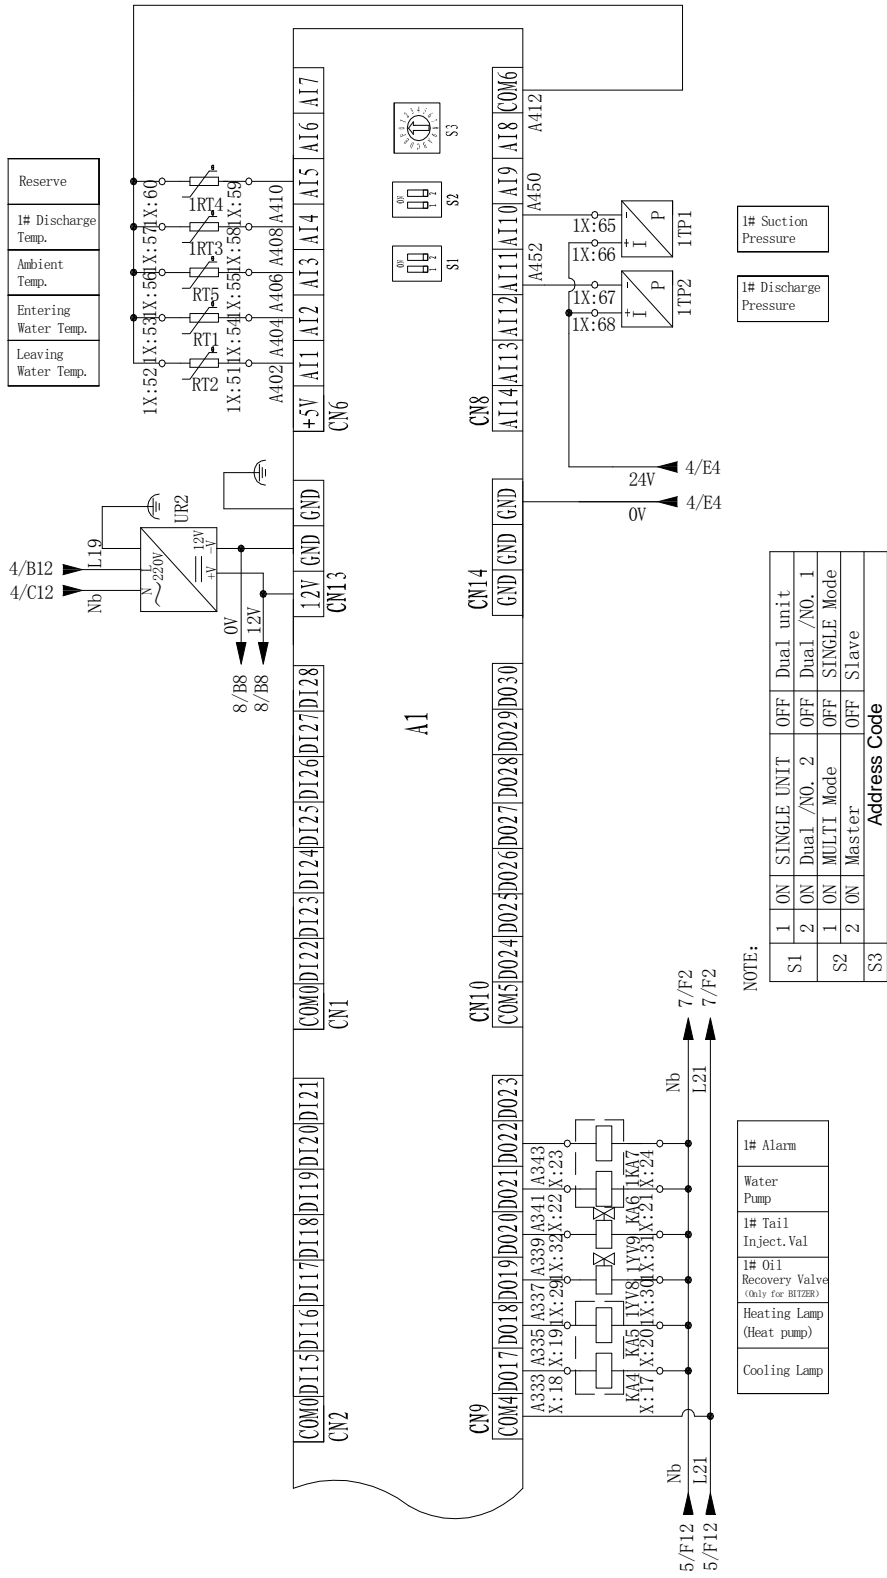 Reserve
1# Discharge
Temp.
Ambient
Temp.
Entering
Water Temp.
Leaving
Water Temp.
1X:60
1RT4
1X:59
A410
1X:57
1RT3
1X:58
A408
1X:56
RT5
1X:55
A406
1X:53
RT1
1X:54
A404
1X:52
RT2
1X:51
A402
AI7
AI6
AI5
AI4
AI3
AI2
AI1
+5V
CN6
S3
S2
ON
1 2
S1
ON
1 2
COM6
AI8
AI9
AI10
AI11
AI12
AI13
AI14
CN8
A412
A450
A452
1X:65
1X:66
1X:67
1X:68
- P
+ I
1TP1
- P
+ I
1TP2
1# Suction
Pressure
1# Discharge
Pressure
24V
4/E4
0V
4/E4
4/B12
4/C12
L19
Nb
L
N
~220V
12V
-V
+V
UR2
0V
12V
8/B8
8/B8
GND
GND
12V
CN13
GND
GND
GND
CN14
A1
DI28
DI27
DI26
DI25
DI24
DI23
DI22
COM0
CN1
DO30
DO29
DO28
DO27
DO26
DO25
DO24
COM5
CN10
DI21
DI20
DI19
DI18
DI17
DI16
DI15
COM0
CN2
DO23
DO22
DO21
DO20
DO19
DO18
DO17
COM4
CN9
A343
X:23
1KA7
X:24
A341
X:22
KA6
X:21
A339
1X:32
1YV9
1X:31
A337
1X:29
1YV8
1X:30
A335
X:19
KA5
X:20
A333
X:18
KA4
X:17
Nb
7/F2
L21
7/F2
Nb
5/F12
L21
5/F12
1# Alarm
Water
Pump
1# Tail
Inject.Val
1# Oil
Recovery Valve
(Only for BITZER)
Heating Lamp
(Heat pump)
Cooling Lamp
NOTE:
S1 1 ON SINGLE UNIT OFF Dual unit
2 ON Dual /NO. 2 OFF Dual /NO. 1
S2 1 ON MULTI Mode OFF SINGLE Mode
2 ON Master OFF Slave
S3 Address Code